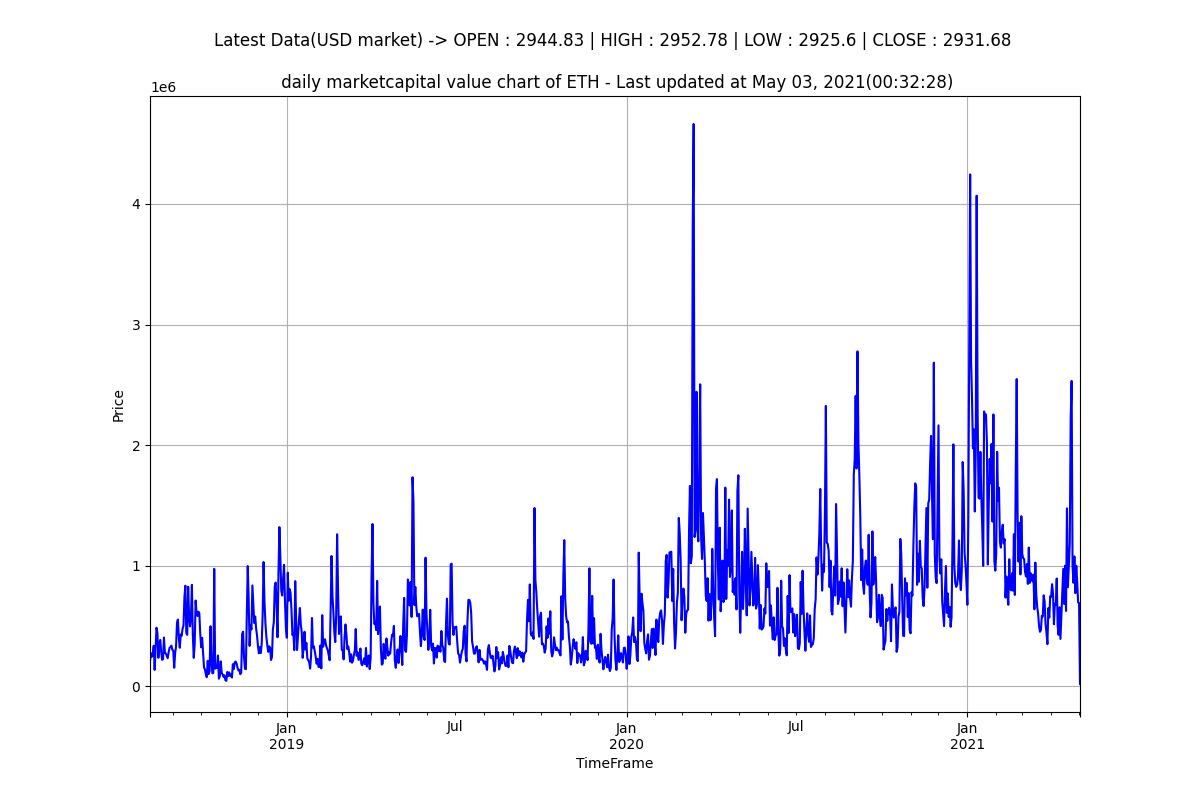 Latest Data(USD market) -> OPEN : 2944.83 | HIGH : 2952.78 | LOW : 2925.6 | CLOSE : 2931.68
daily marketcapital value chart of ETH - Last updated at May 03, 2021(00:32:28)
1e6
4
3
2
1
0
Price
Jan
2019
Jul
Jan
2020
Jul
Jan
2021
TimeFrame